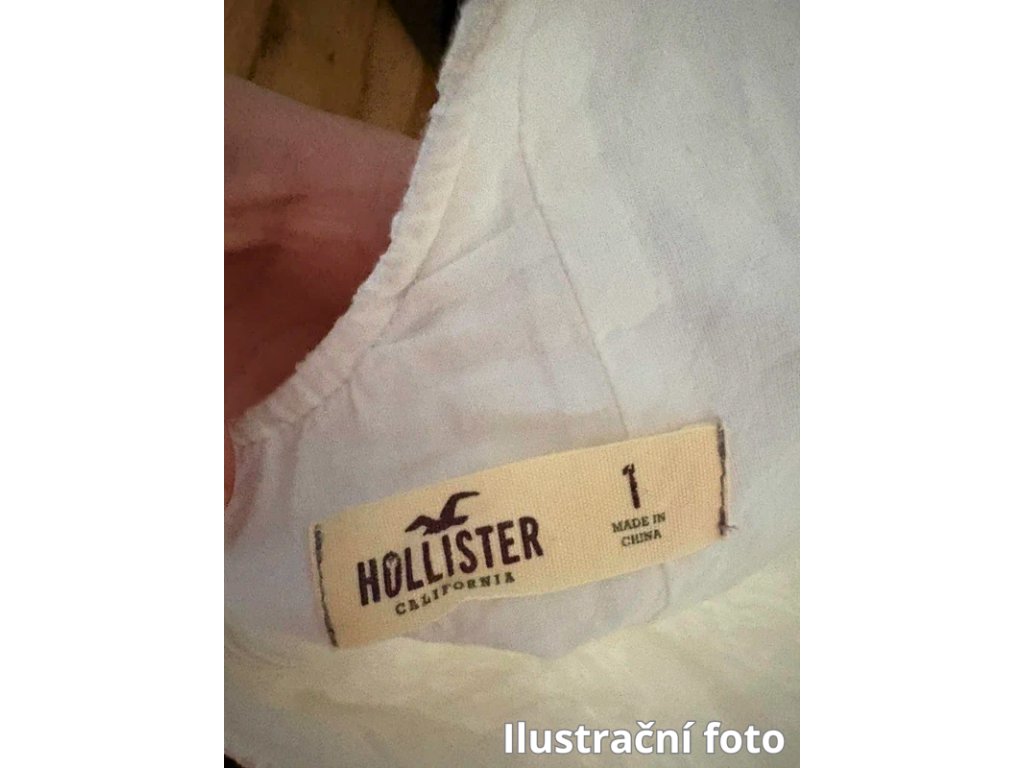 HOLLISTER
CALIFORNIA
1
MADE IN
CHINA
Ilustrační foto